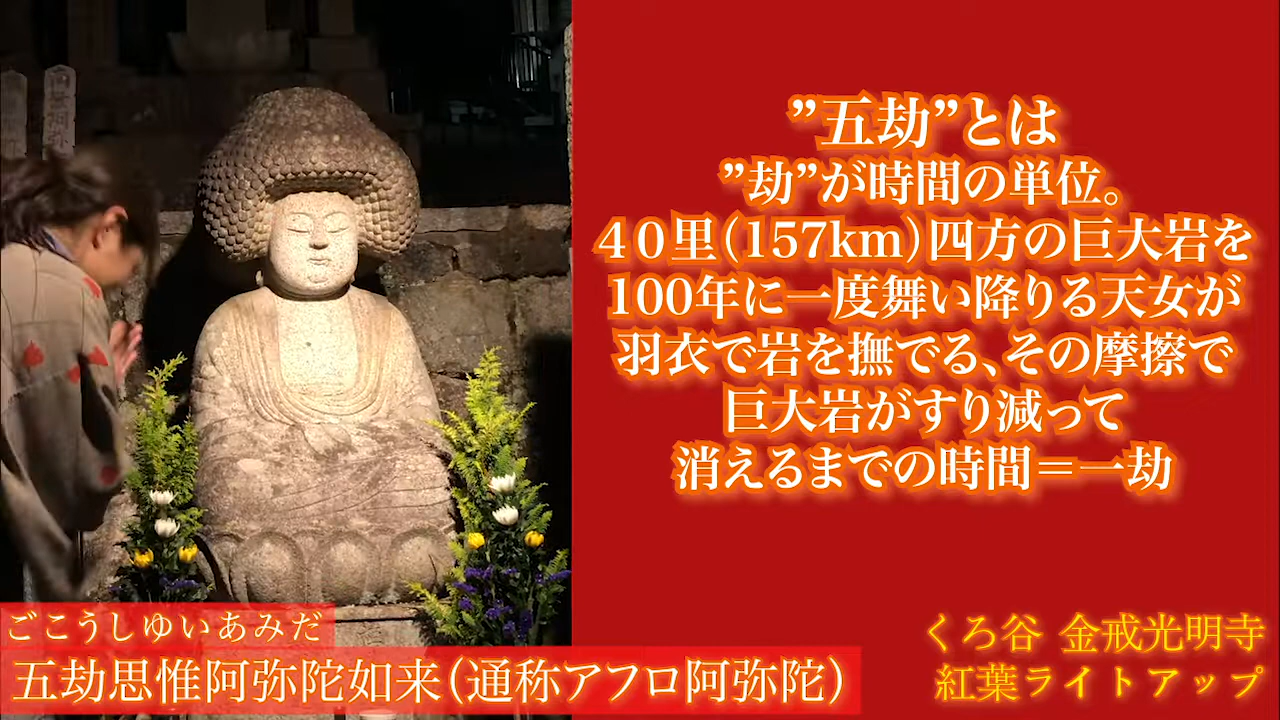 ”五劫”とは
”劫”が時間の単位。
４０里（157km）四方の巨大岩を
100年に一度舞い降りる天女が
羽衣で岩を撫でる、その摩擦で
巨大岩がすり減って
消えるまでの時間＝一劫
ごこうしゆいあみだ
五劫思惟阿弥陀如来（通称アフロ阿弥陀）
くろ谷 金戒光明寺
紅葉ライトアップ